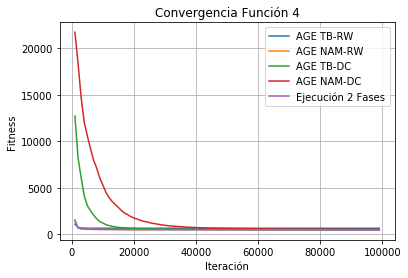 Convergencia Función 4
AGE TB-RW
AGE NAM-RW
AGE TB-DC
AGE NAM-DC
Ejecución 2 Fases
Fitness
20000
15000
10000
5000
0
0 20000 40000 60000 80000 100000
Iteración